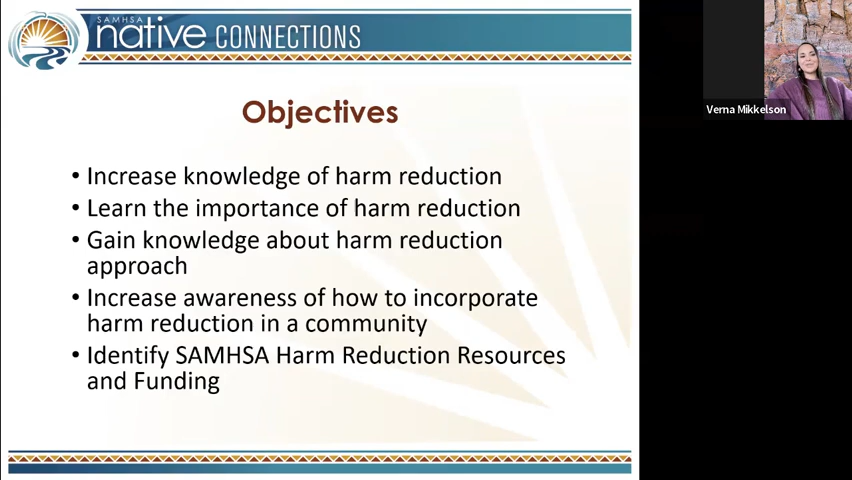 SAMHSA
native CONNECTIONS
Objectives
• Increase knowledge of harm reduction
• Learn the importance of harm reduction
• Gain knowledge about harm reduction
approach
• Increase awareness of how to incorporate
harm reduction in a community
• Identify SAMHSA Harm Reduction Resources
and Funding
Verna Mikkelson